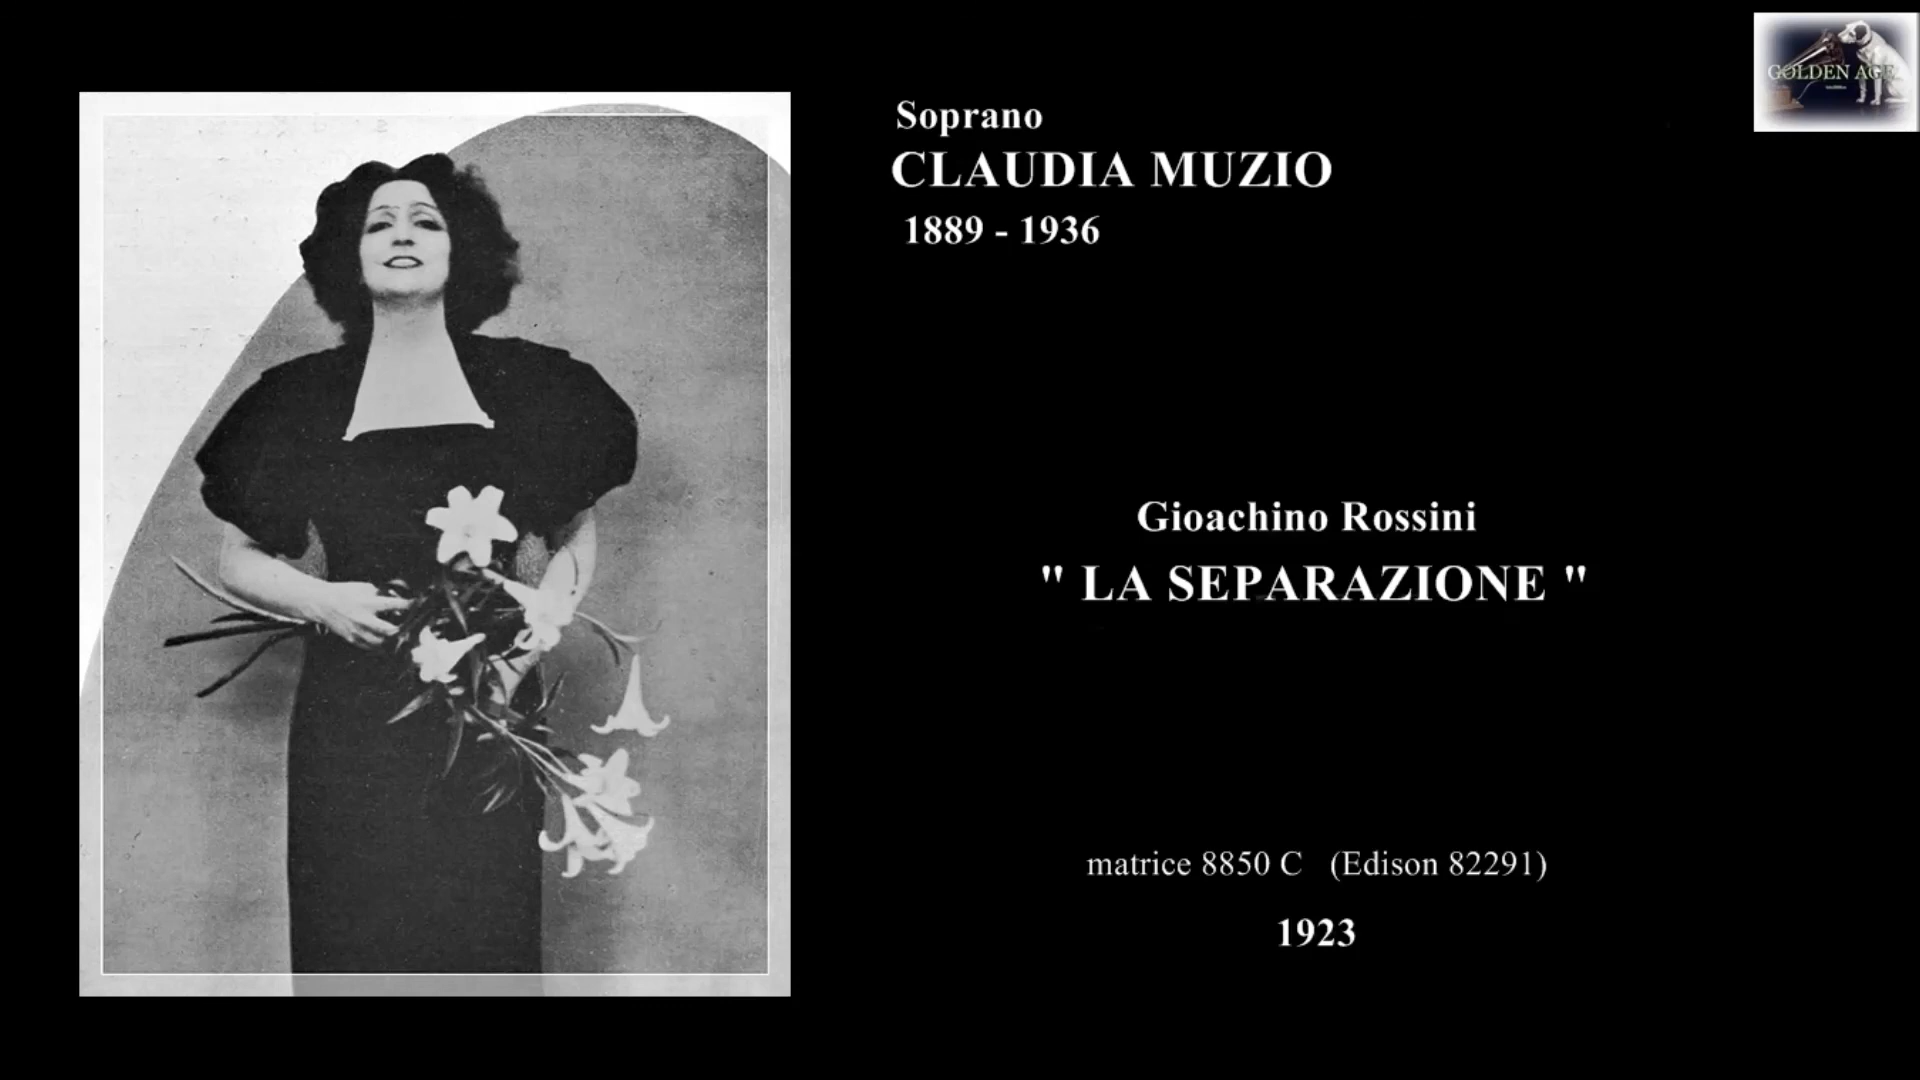 GOLDEN AGE
Soprano
CLAUDIA MUZIO
1889 - 1936
Gioachino Rossini
" LA SEPARAZIONE "
matrice 8850 C (Edison 82291)
1923